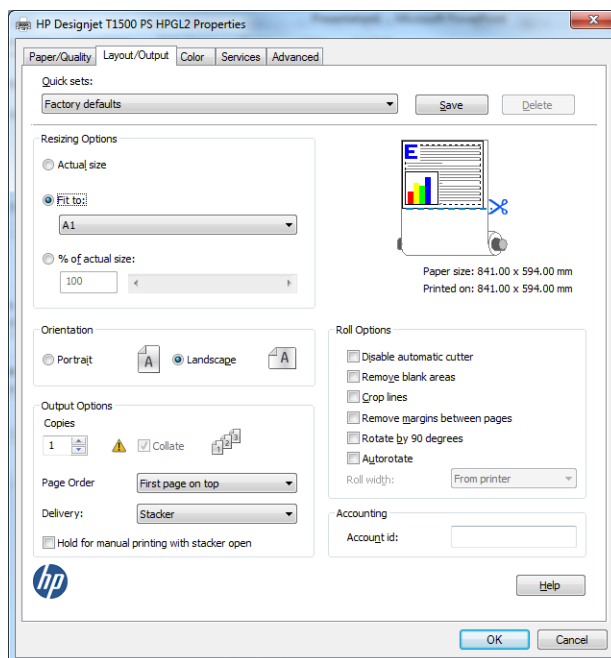 HP Designjet T1500 PS HPGL2 Properties
Paper/Quality Layout/Output Color Services Advanced
Quick sets:
Factory defaults Save Delete
Resizing Options
Actual size
Fit to:
A1
% of actual size:
100
E
Paper size: 841.00 x 594.00 mm
Printed on: 841.00 x 594.00 mm
Orientation
Portrait A Landscape A
Output Options
Copies
1 Collate 1 2 3
Page Order First page on top
Delivery: Stacker
Hold for manual printing with stacker open
Roll Options
Disable automatic cutter
Remove blank areas
Crop lines
Remove margins between pages
Rotate by 90 degrees
Autorotate
Roll width: From printer
Accounting
Account id:
hp
Help
OK Cancel